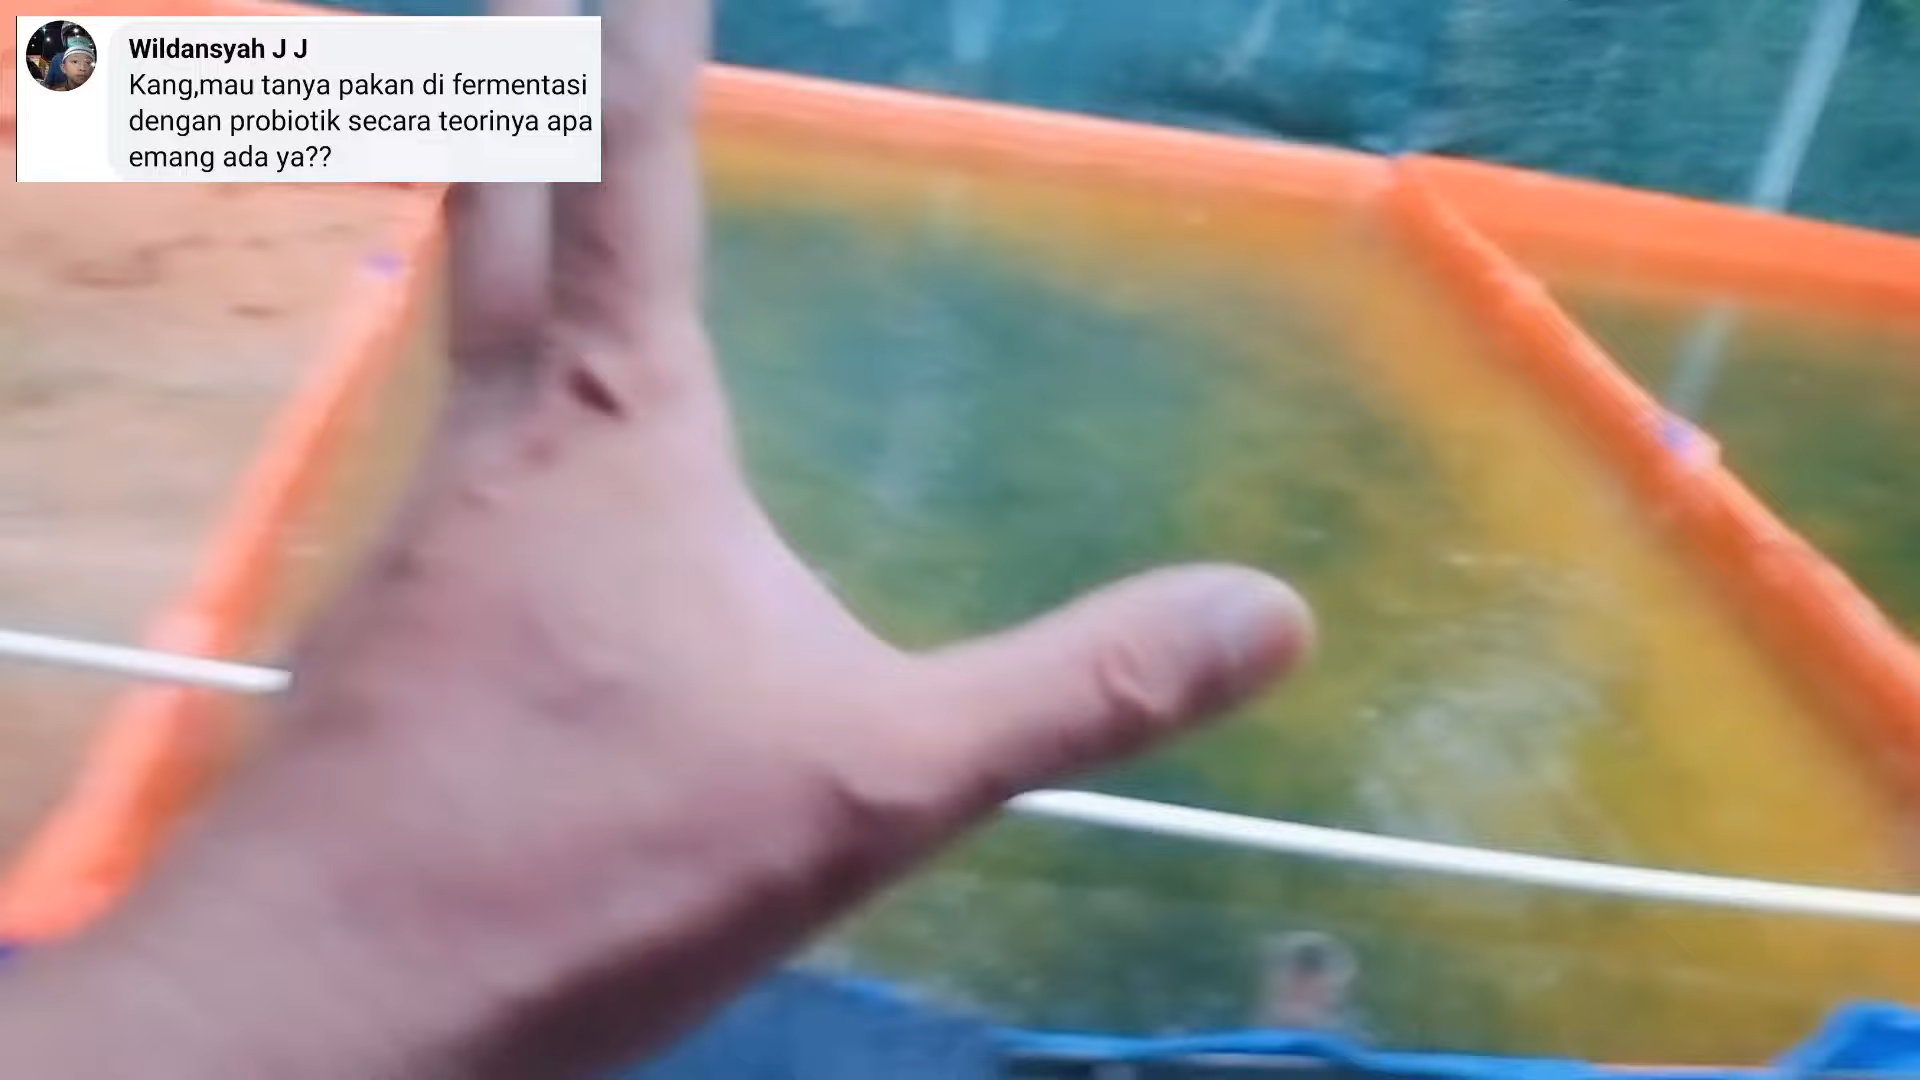 Wildansyah J J
Kang,mau tanya pakan di fermentasi
dengan probiotik secara teorinya apa
emang ada ya??